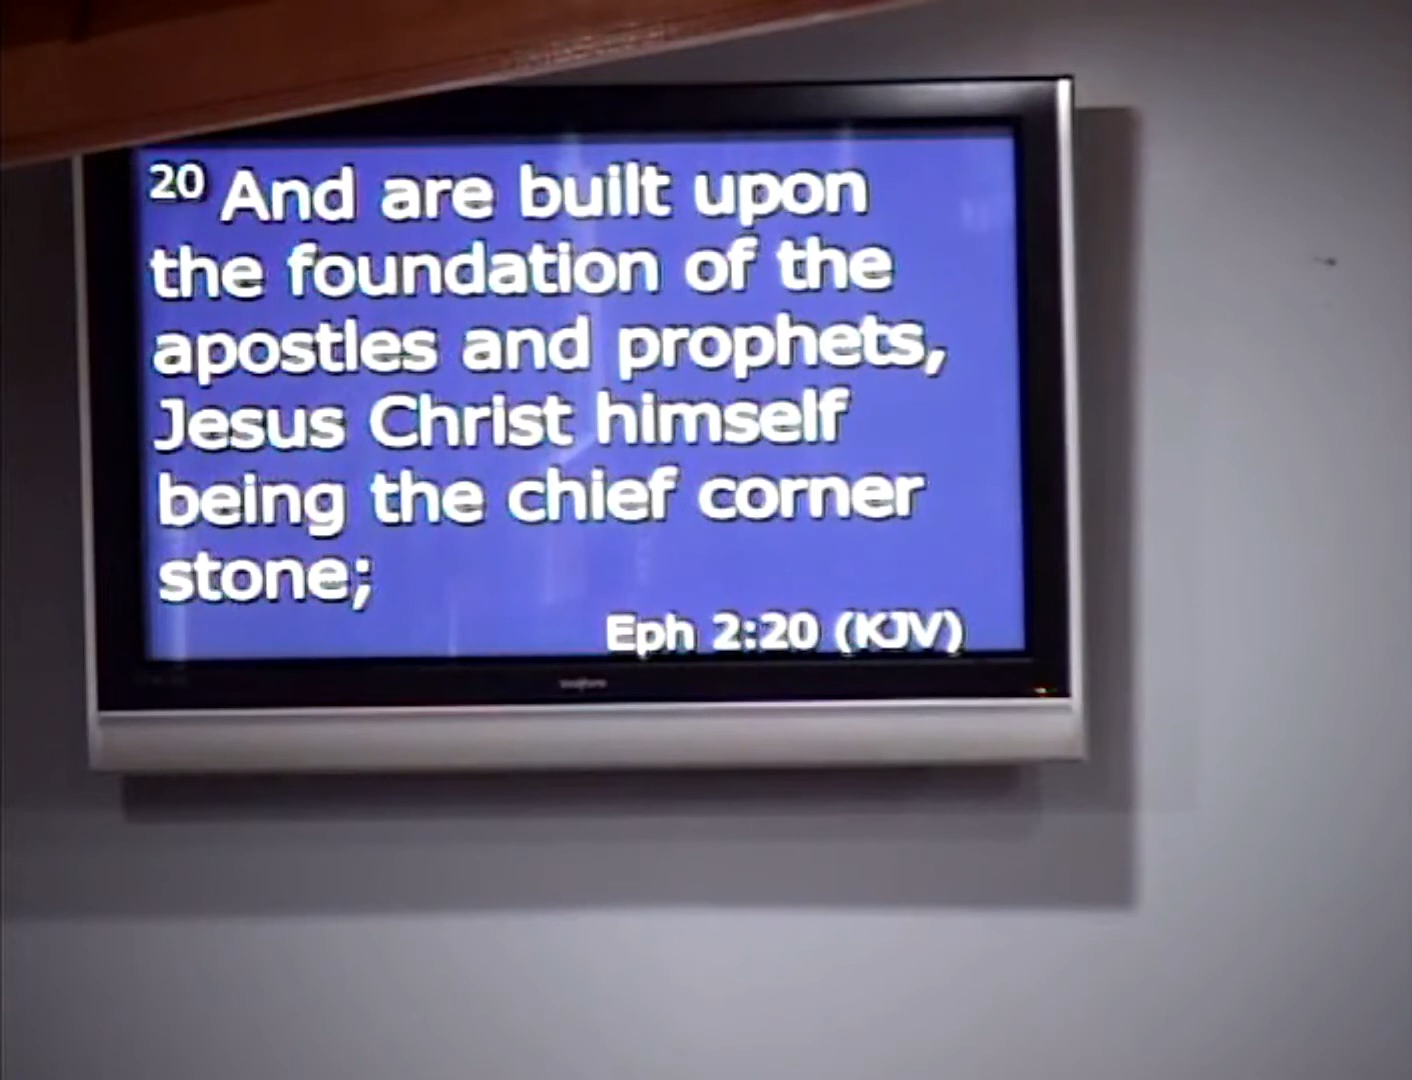 20 And are built upon
the foundation of the
apostles and prophets,
Jesus Christ himself
being the chief corner
stone;
Eph 2:20 (KJV)